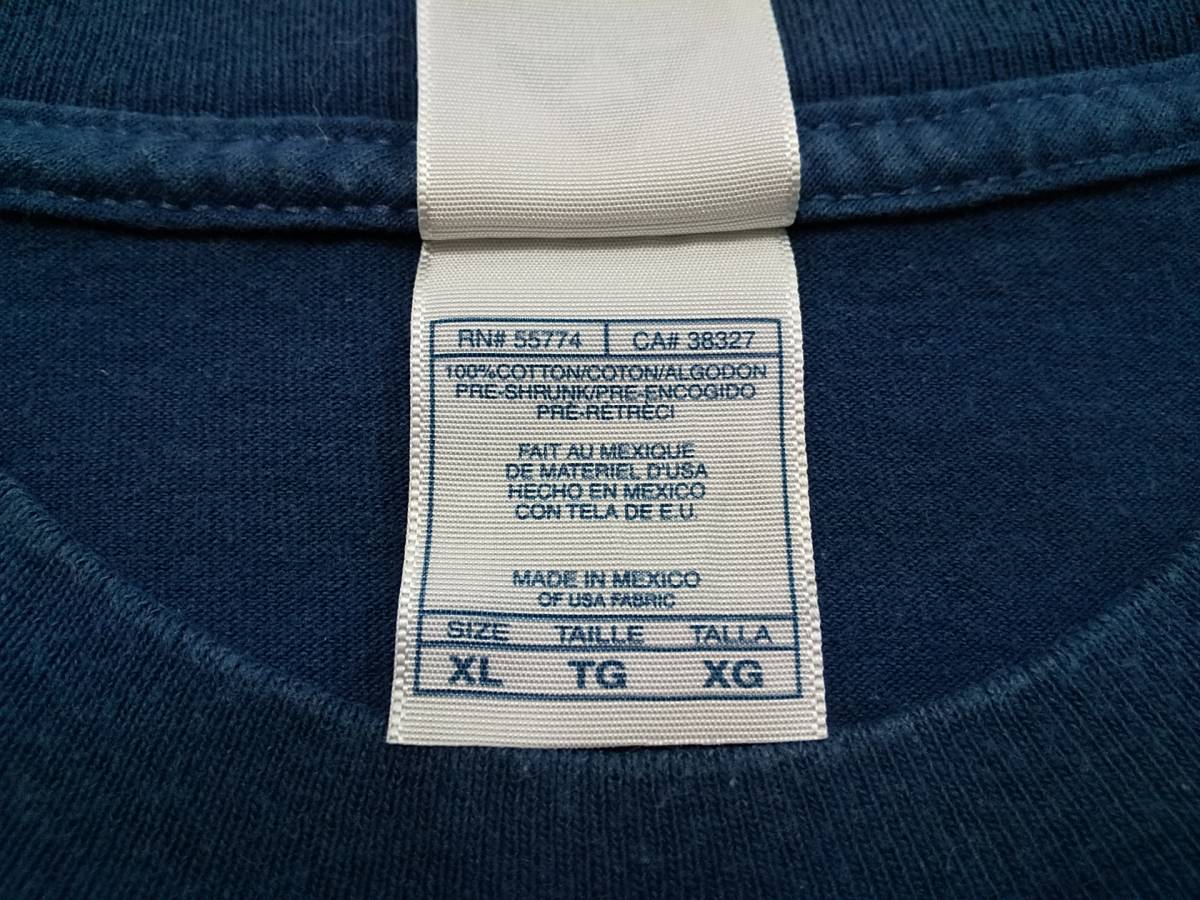 RN# 55774 CA# 38327
100%COTTON/COTON/ALGODON
PRE-SHRUNK/PRE-ENCOGIDO
PRÉ-RÉTRÉCI
FAIT AU MEXIQUE
DE MATERIEL D'USA
HECHO EN MEXICO
CON TELA DE E.U.
MADE IN MEXICO
OF USA FABRIC
SIZE TAILLE TALLA
XL TG XG